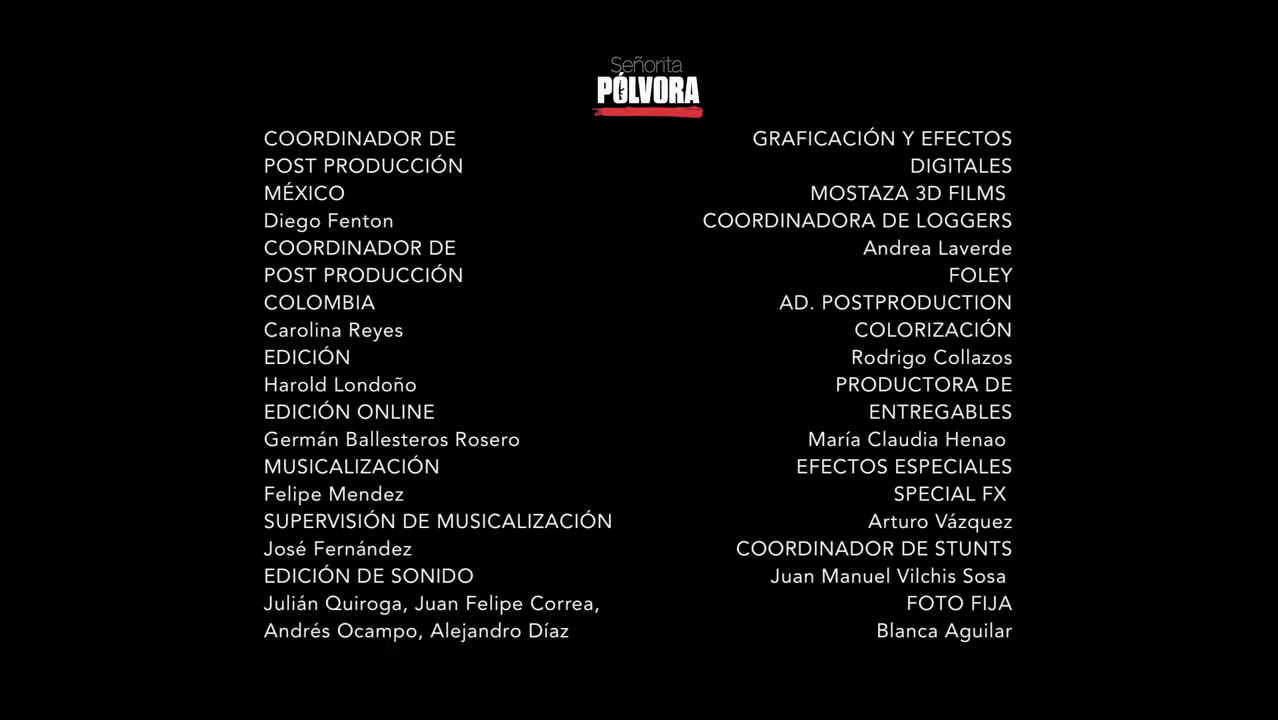 Señorita
PÓLVORA
COORDINADOR DE
POST PRODUCCIÓN
MÉXICO
Diego Fenton
COORDINADOR DE
POST PRODUCCIÓN
COLOMBIA
Carolina Reyes
EDICIÓN
Harold Londoño
EDICIÓN ONLINE
Germán Ballesteros Rosero
MUSICALIZACIÓN
Felipe Mendez
SUPERVISIÓN DE MUSICALIZACIÓN
José Fernández
EDICIÓN DE SONIDO
Julián Quiroga, Juan Felipe Correa,
Andrés Ocampo, Alejandro Díaz
GRAFICACIÓN Y EFECTOS
DIGITALES
MOSTAZA 3D FILMS
COORDINADORA DE LOGGERS
Andrea Laverde
FOLEY
AD. POSTPRODUCTION
COLORIZACIÓN
Rodrigo Collazos
PRODUCTORA DE
ENTREGABLES
María Claudia Henao
EFECTOS ESPECIALES
SPECIAL FX
Arturo Vázquez
COORDINADOR DE STUNTS
Juan Manuel Vilchis Sosa
FOTO FIJA
Blanca Aguilar